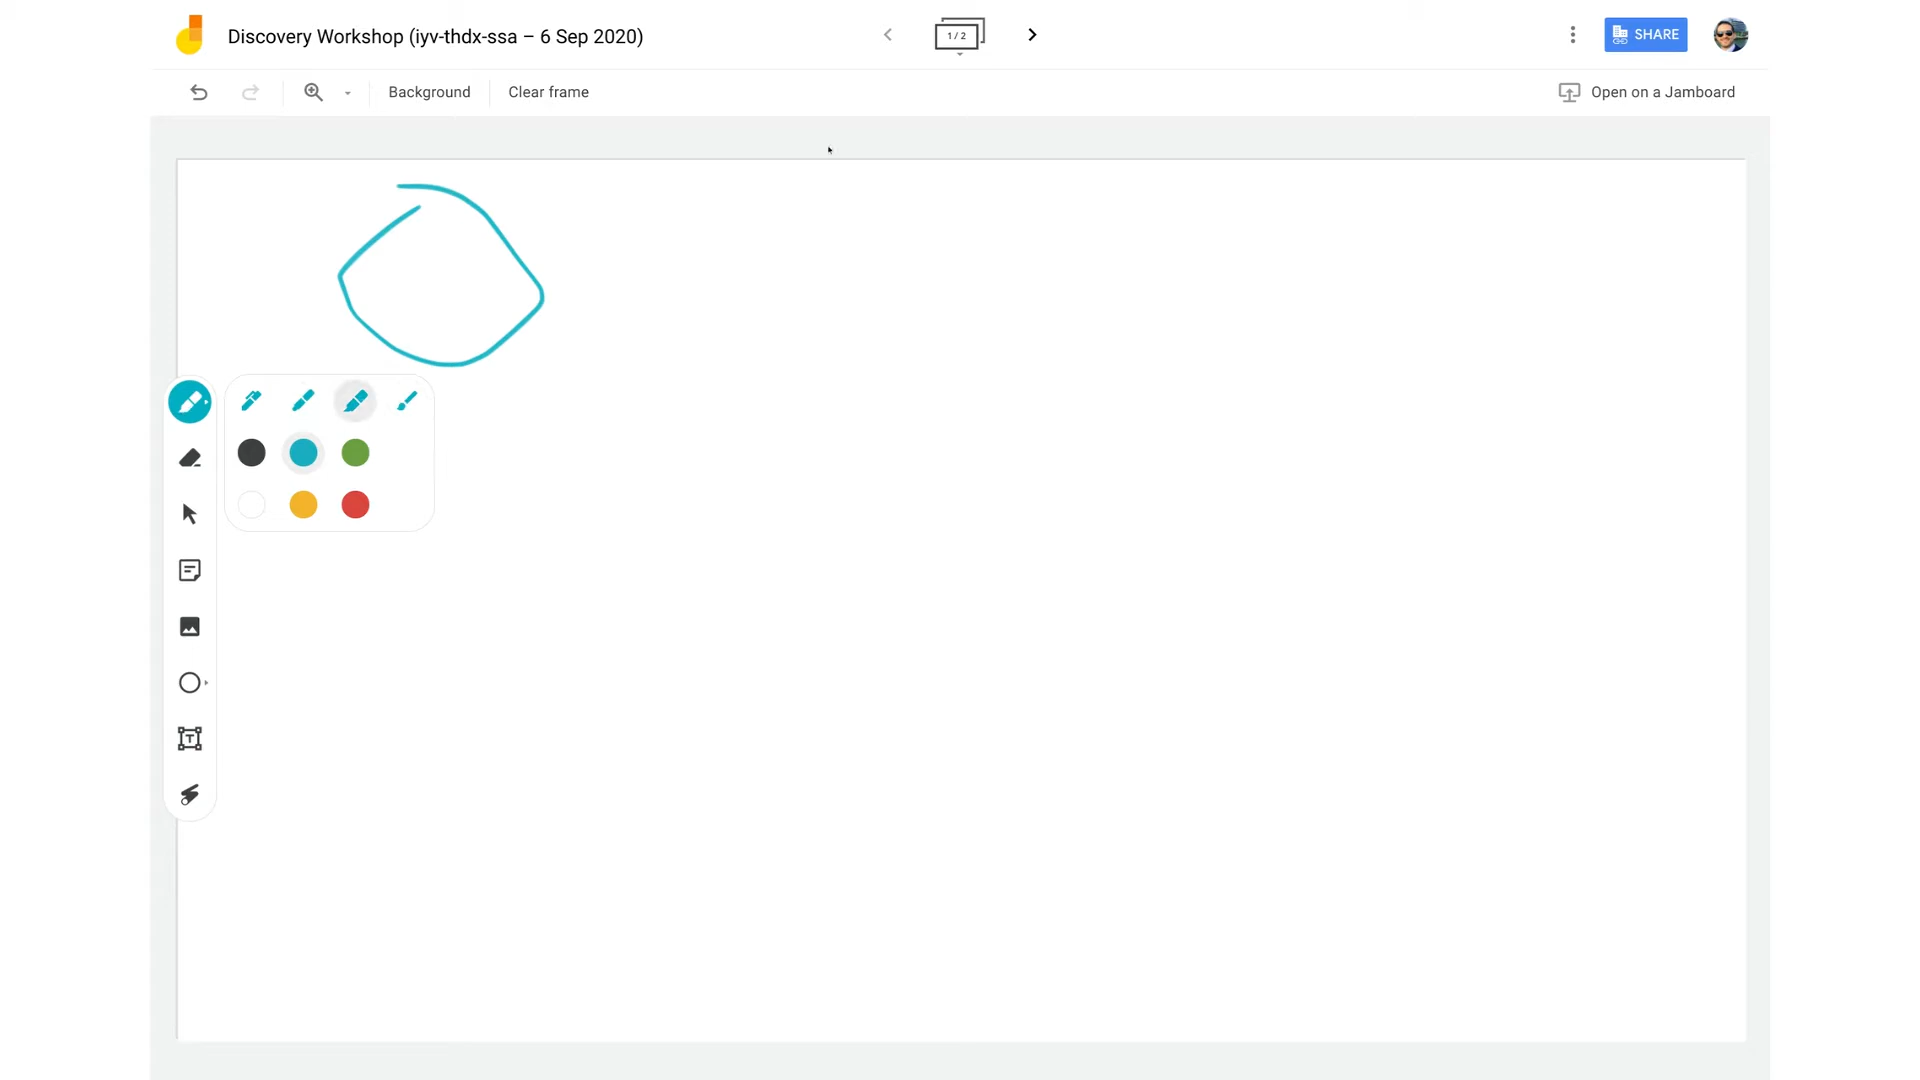 Discovery Workshop (iyv-thdx-ssa – 6 Sep 2020)
1 / 2
SHARE
Background
Clear frame
Open on a Jamboard
T